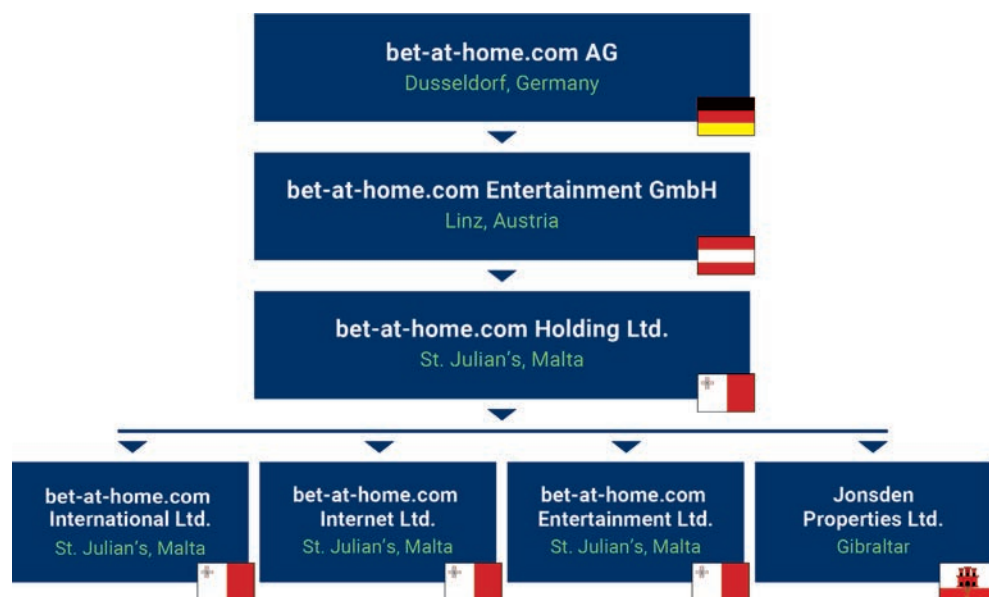 bet-at-home.com AG
Dusseldorf, Germany
bet-at-home.com Entertainment GmbH
Linz, Austria
bet-at-home.com Holding Ltd.
St. Julian's, Malta
bet-at-home.com
International Ltd.
St. Julian's, Malta
bet-at-home.com
Internet Ltd.
St. Julian's, Malta
bet-at-home.com
Entertainment Ltd.
St. Julian's, Malta
Jonsden
Properties Ltd.
Gibraltar